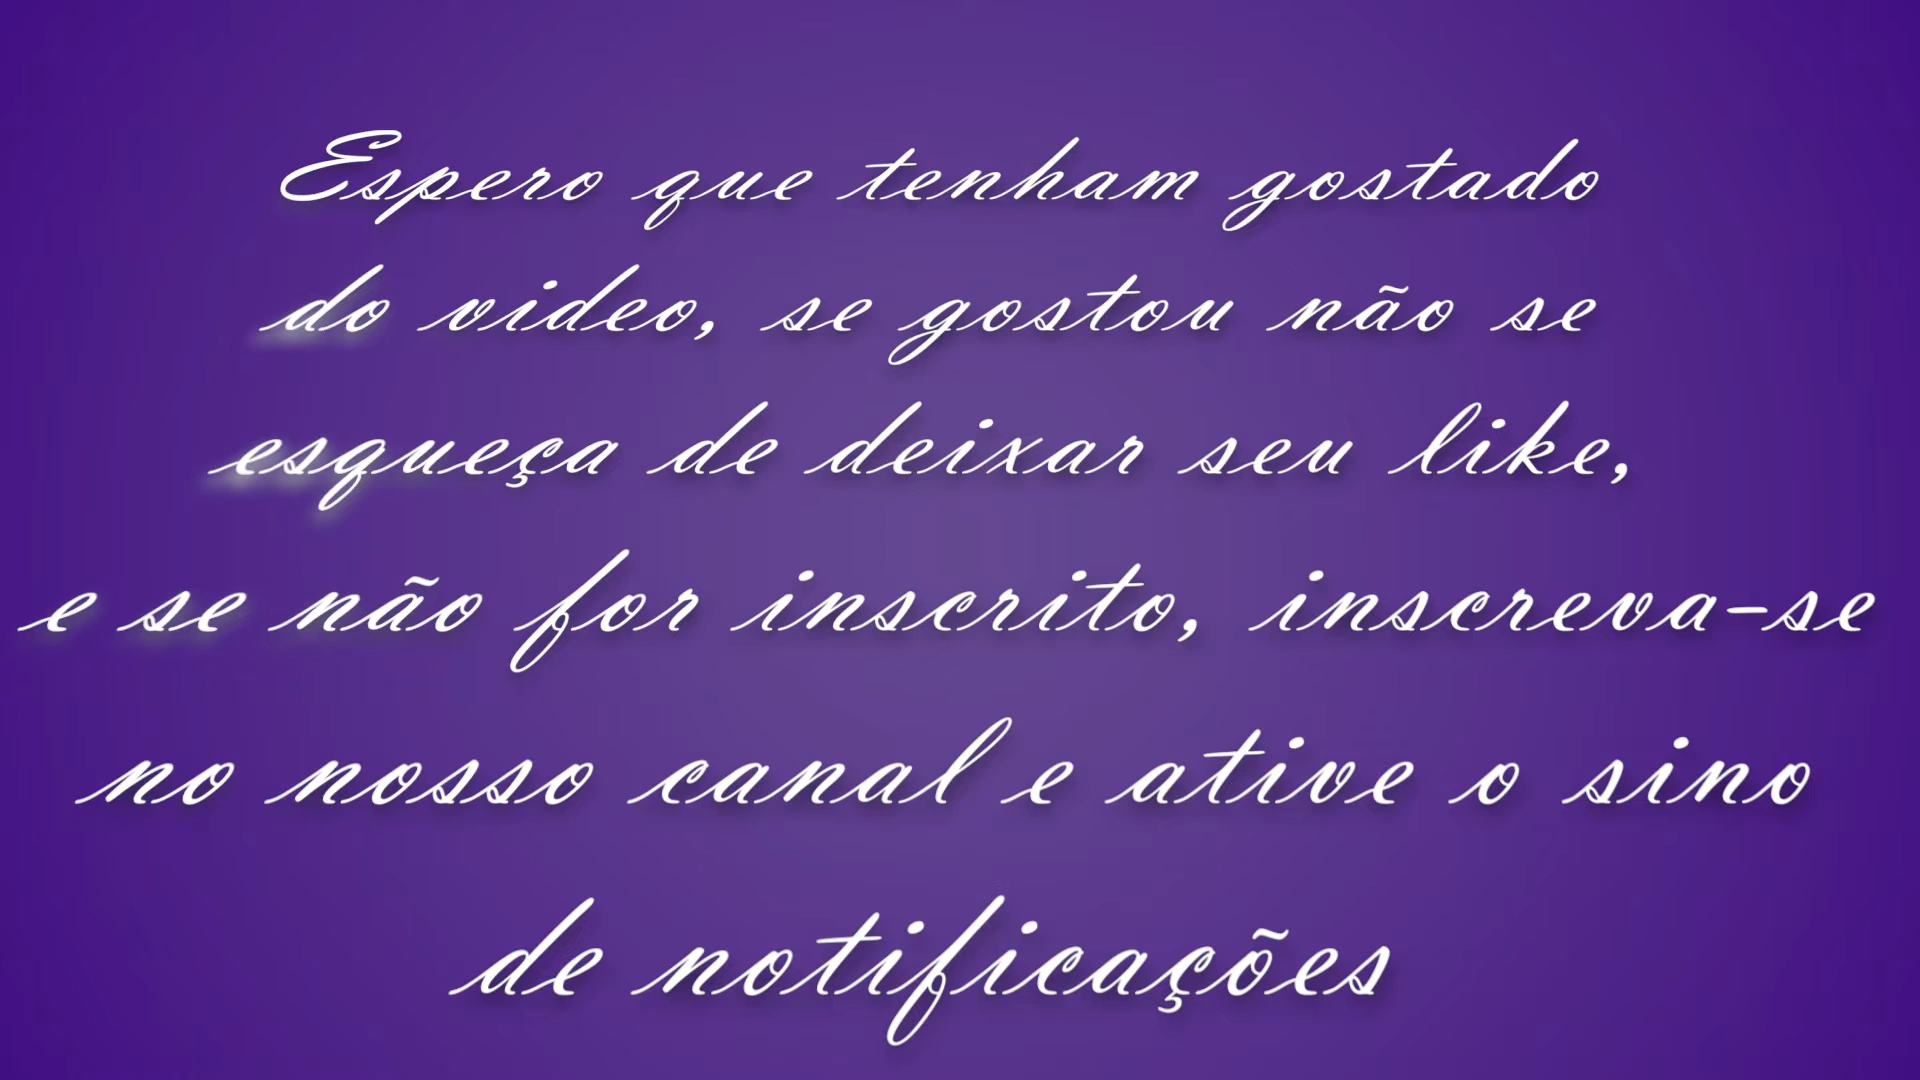 Espero que tenham gostado
do video, se gostou não se
esqueça de deixar seu like,
e se não for inscrito, inscreva-se
no nosso canal e ative o sino
de notificações